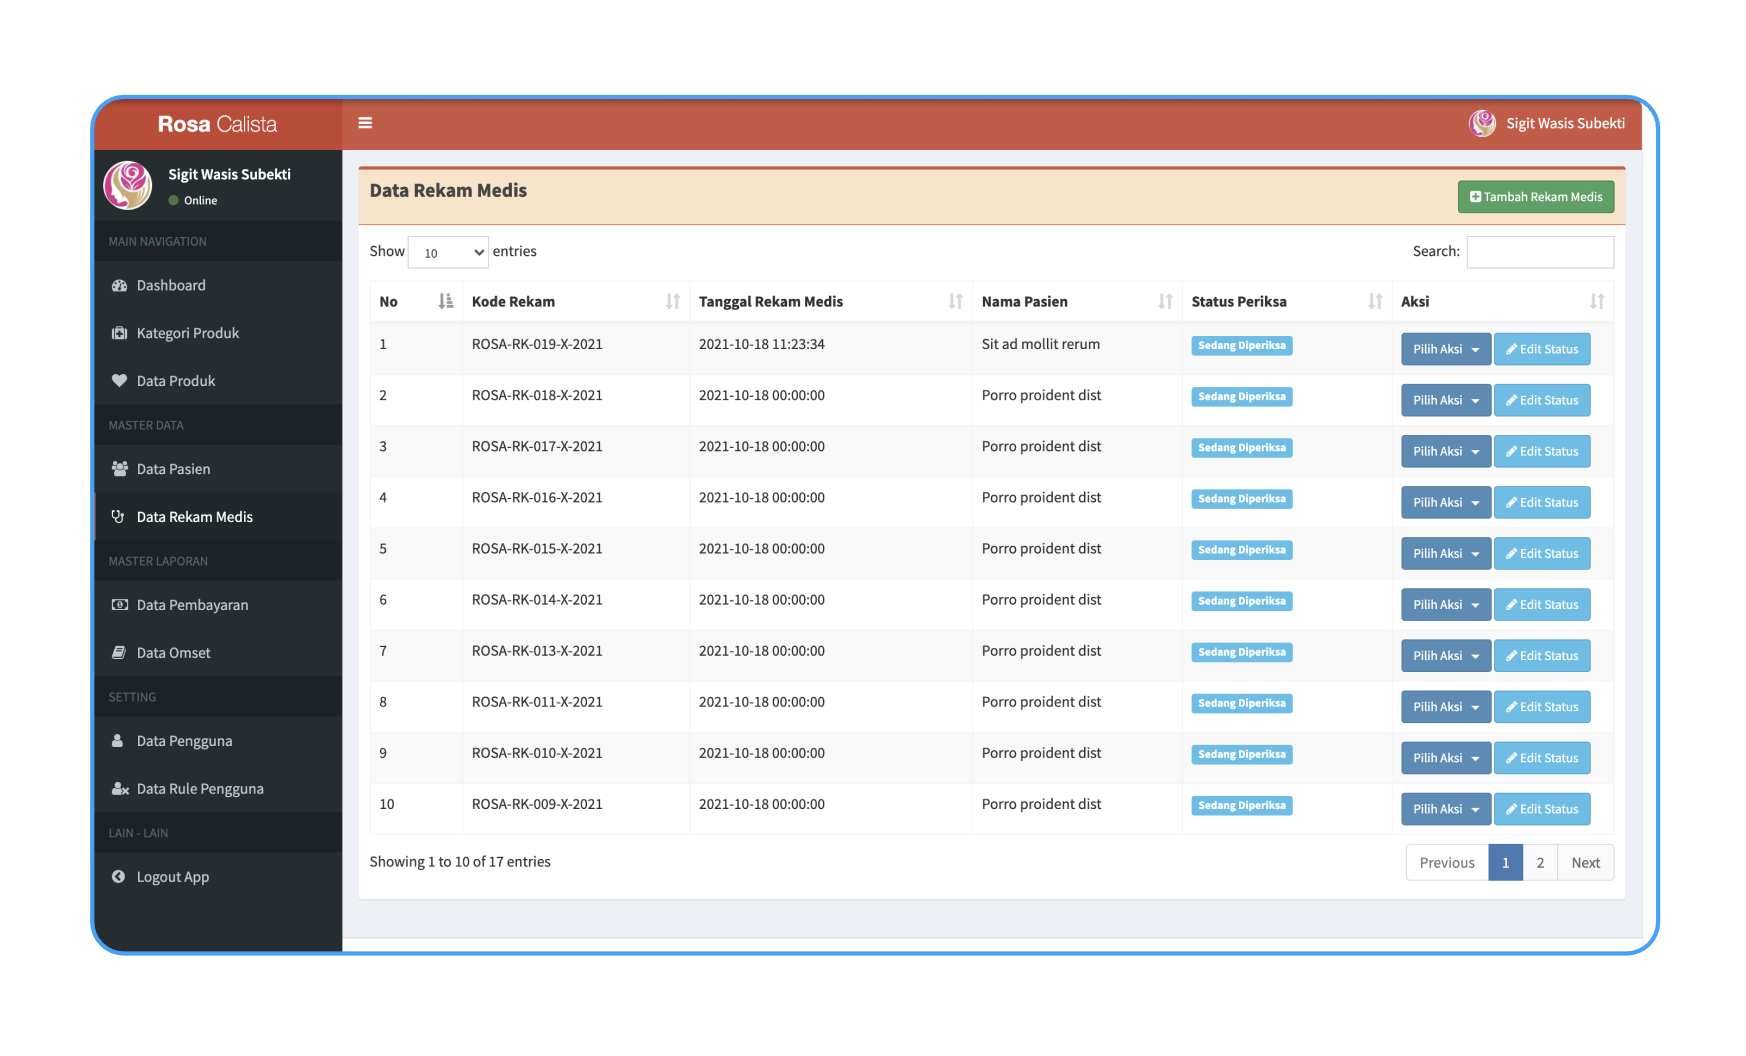 Rosa Calista
Sigit Wasis Subekti
Sigit Wasis Subekti
Online
MAIN NAVIGATION
Dashboard
Kategori Produk
Data Produk
MASTER DATA
Data Pasien
Data Rekam Medis
MASTER LAPORAN
Data Pembayaran
Data Omset
SETTING
Data Pengguna
Data Rule Pengguna
LAIN - LAIN
Logout App
Data Rekam Medis
Tambah Rekam Medis
Show 10 entries Search:
No Kode Rekam Tanggal Rekam Medis Nama Pasien Status Periksa Aksi
1 ROSA-RK-019-X-2021 2021-10-18 11:23:34 Sit ad mollit rerum Sedang Diperiksa Pilih Aksi Edit Status
2 ROSA-RK-018-X-2021 2021-10-18 00:00:00 Porro proident dist Sedang Diperiksa Pilih Aksi Edit Status
3 ROSA-RK-017-X-2021 2021-10-18 00:00:00 Porro proident dist Sedang Diperiksa Pilih Aksi Edit Status
4 ROSA-RK-016-X-2021 2021-10-18 00:00:00 Porro proident dist Sedang Diperiksa Pilih Aksi Edit Status
5 ROSA-RK-015-X-2021 2021-10-18 00:00:00 Porro proident dist Sedang Diperiksa Pilih Aksi Edit Status
6 ROSA-RK-014-X-2021 2021-10-18 00:00:00 Porro proident dist Sedang Diperiksa Pilih Aksi Edit Status
7 ROSA-RK-013-X-2021 2021-10-18 00:00:00 Porro proident dist Sedang Diperiksa Pilih Aksi Edit Status
8 ROSA-RK-011-X-2021 2021-10-18 00:00:00 Porro proident dist Sedang Diperiksa Pilih Aksi Edit Status
9 ROSA-RK-010-X-2021 2021-10-18 00:00:00 Porro proident dist Sedang Diperiksa Pilih Aksi Edit Status
10 ROSA-RK-009-X-2021 2021-10-18 00:00:00 Porro proident dist Sedang Diperiksa Pilih Aksi Edit Status
Showing 1 to 10 of 17 entries Previous 1 2 Next